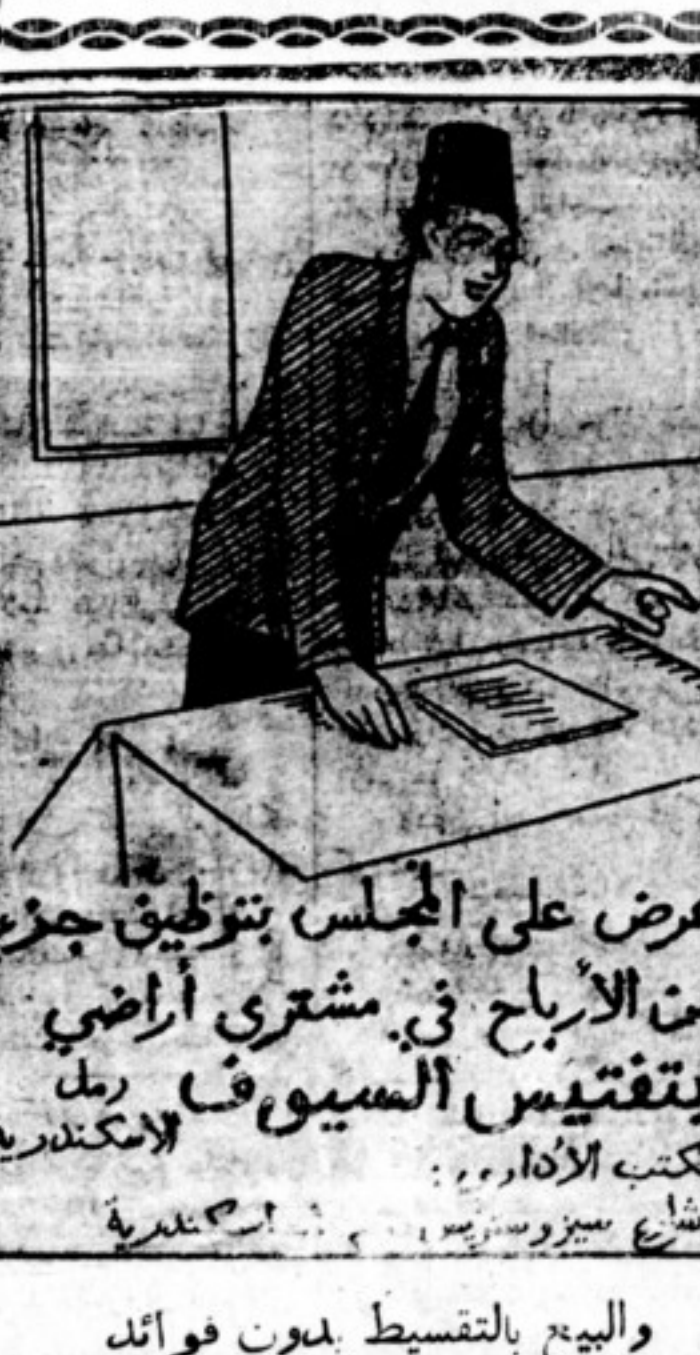 عرض على المجلس بتوظيف جزء
من الأرباح في مشترى أراضي
بتفتيش السيوف رمل
الاسكندرية
مكتب الأدارة :
شارع سيزوستريس اسكندرية
والبيع بالتقسيط بدون فوائد